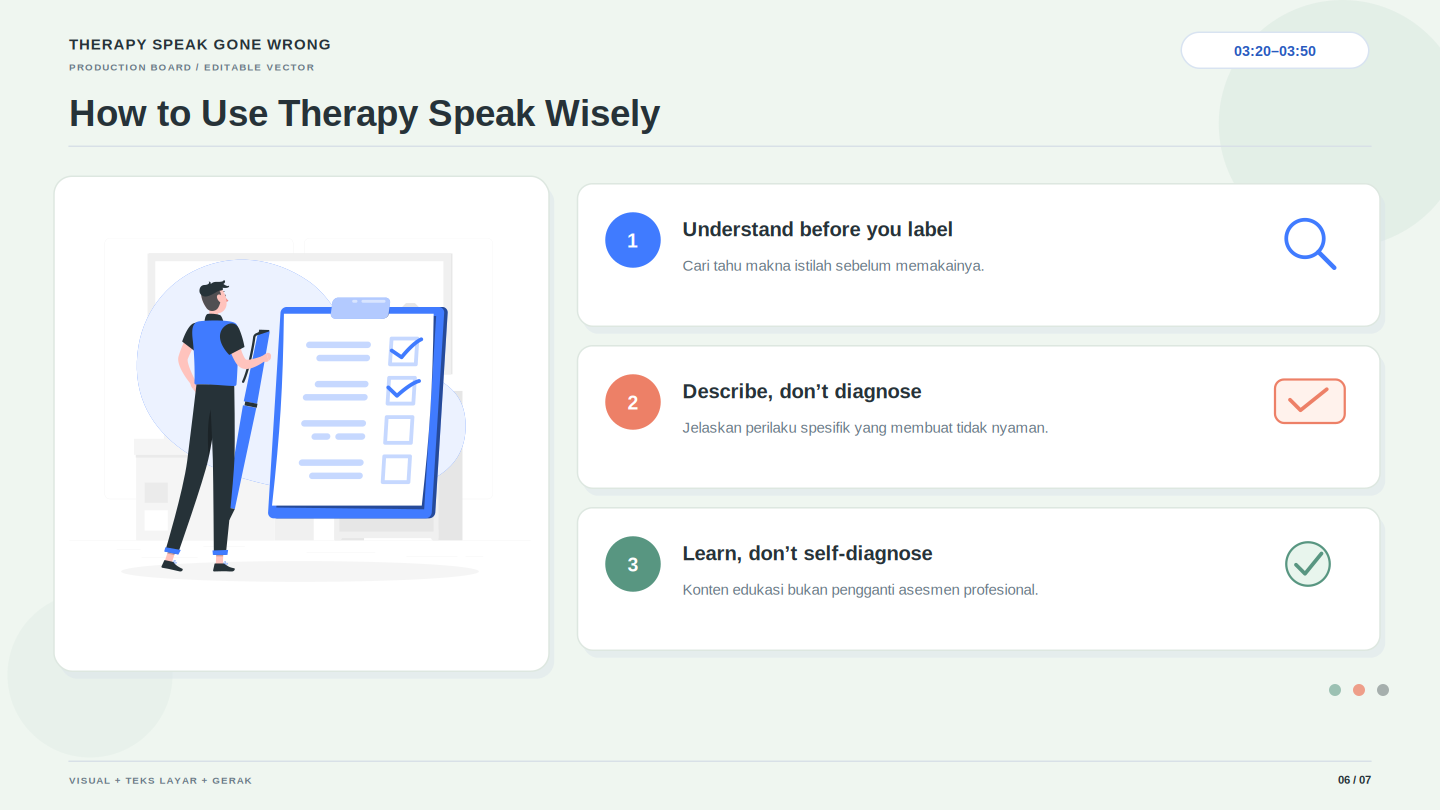 THERAPY SPEAK GONE WRONG
PRODUCTION BOARD / EDITABLE VECTOR
03:20–03:50
How to Use Therapy Speak Wisely
1
Understand before you label
Cari tahu makna istilah sebelum memakainya.
2
Describe, don’t diagnose
Jelaskan perilaku spesifik yang membuat tidak nyaman.
3
Learn, don’t self-diagnose
Konten edukasi bukan pengganti asesmen profesional.
VISUAL + TEKS LAYAR + GERAK
06 / 07